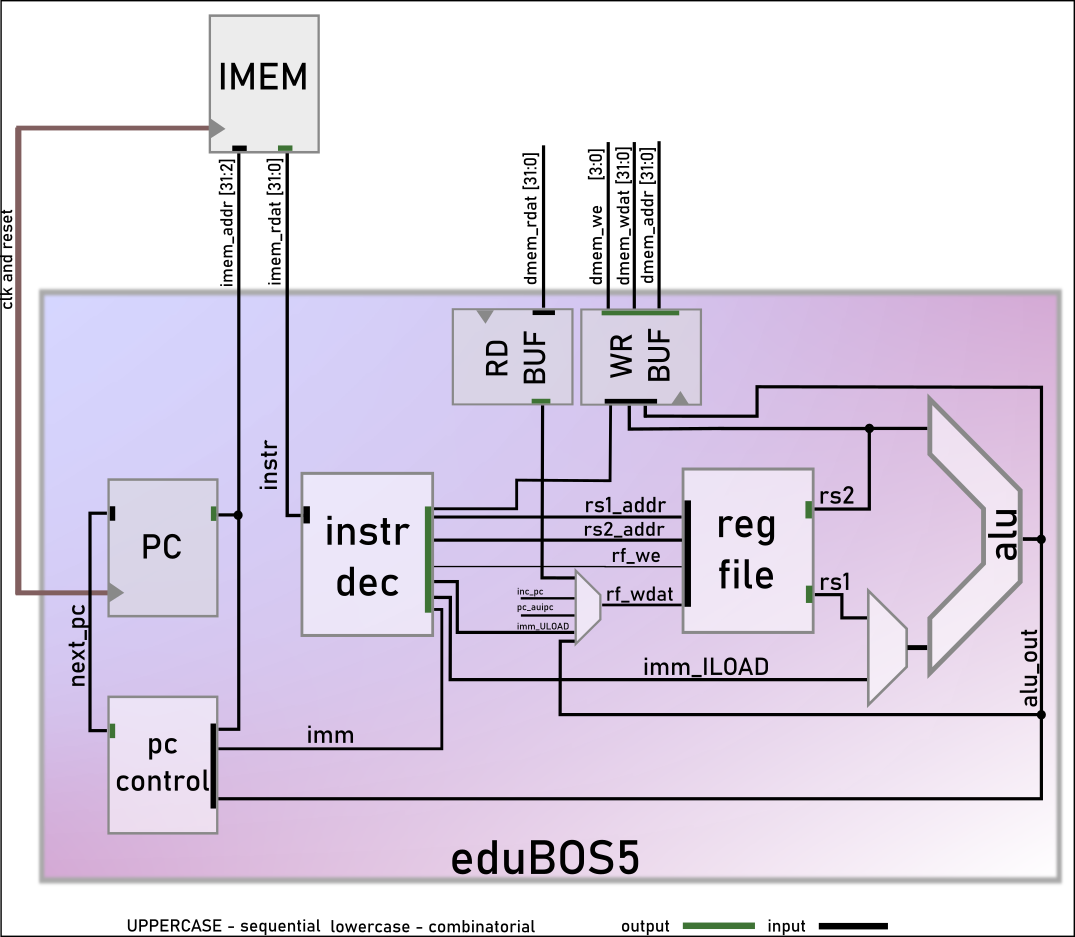 IMEM
clk and reset
imem_addr [31:2]
imem_rdat [31:0]
dmem_rdat [31:0]
dmem_we [3:0]
dmem_wdat [31:0]
dmem_addr [31:0]
RD
BUF
WR
BUF
instr
PC
instr
dec
rs1_addr
rs2_addr
rf_we
rf_wdat
inc_pc
pc_auipc
imm_ULOAD
reg
file
rs2
rs1
alu
next_pc
imm_ILOAD
alu_out
pc
control
imm
eduBOS5
UPPERCASE - sequential lowercase - combinatorial
output
input